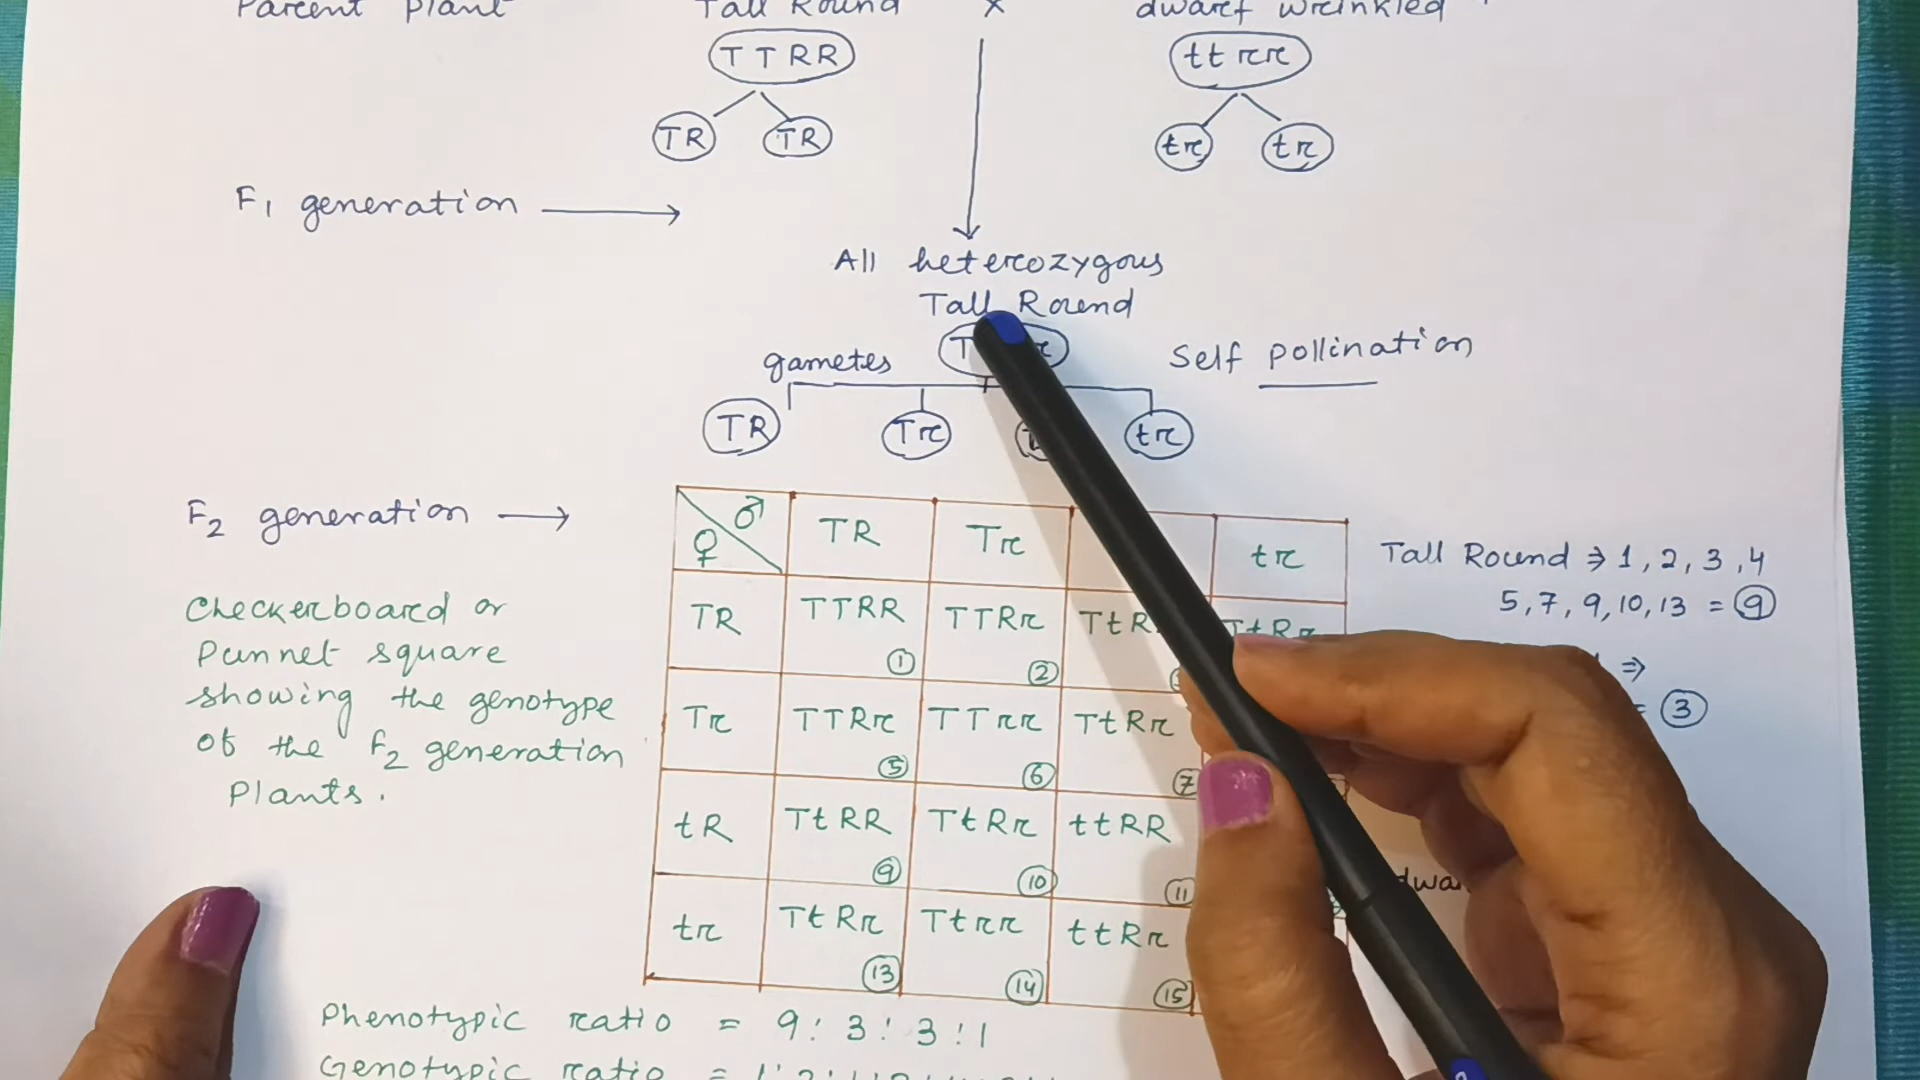 Parent plant Tall Round × dwarf wrinkled
TTRR ttrr
TR TR tr tr
F1 generation →
All heterozygous
Tall Round
gametes Self pollination
TR Tr tr
F2 generation →
♂ ♀ TR Tr tr
TR TTRR ① TTRr ② TtR TtRr
Tr TTRr ⑤ TTrr ⑥ TtRr ⑦
tR TtRR ⑨ TtRr ⑩ ttRR ⑪
tr TtRr ⑬ Ttrr ⑭ ttRr ⑮
Checkerboard or
Punnet square
showing the genotype
of the F2 generation
Plants.
Tall Round ⇒ 1, 2, 3, 4
5, 7, 9, 10, 13 = ⑨
⇒
= ③
Phenotypic ratio = 9 : 3 : 3 : 1
Genotypic ratio =